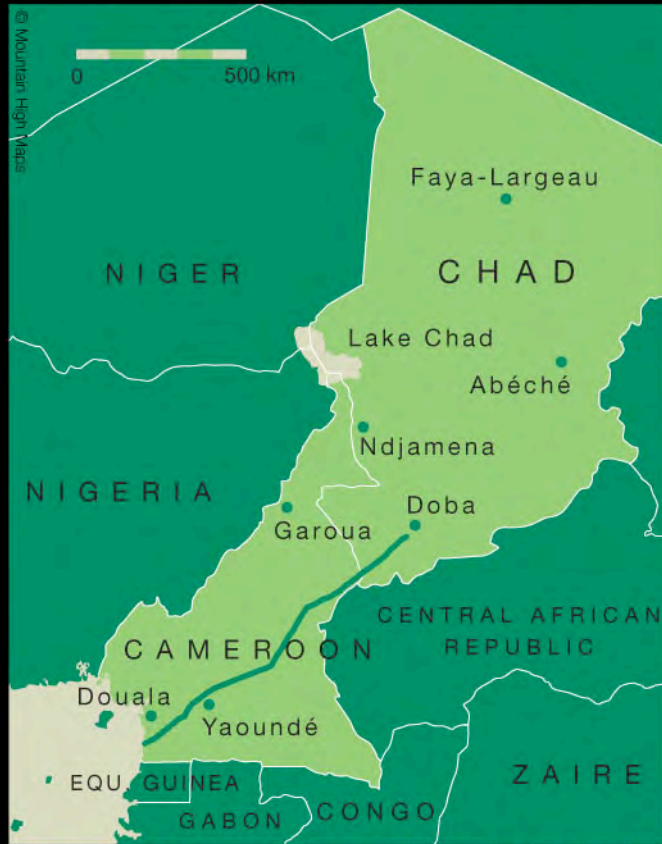 © Mountain High Maps
0 500 km
Faya-Largeau
NIGER
CHAD
Lake Chad
Abéché
Ndjamena
NIGERIA
Doba
Garoua
CENTRAL AFRICAN
REPUBLIC
CAMEROON
Douala
Yaoundé
EQU. GUINEA
ZAIRE
GABON
CONGO